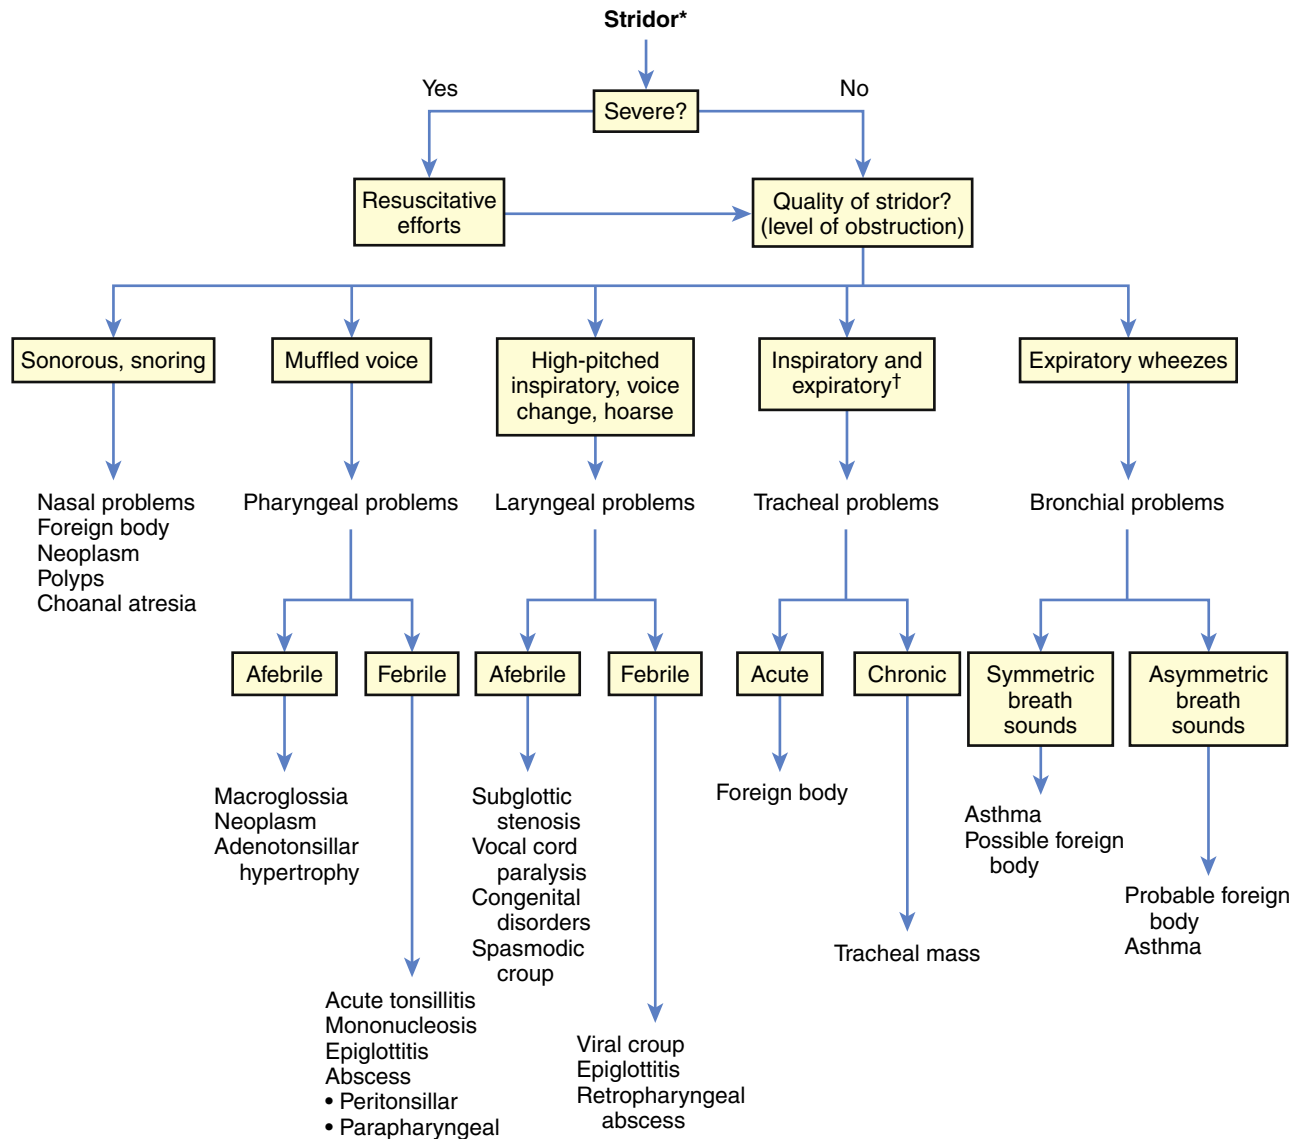 Stridor*
Yes
No
Severe?
Resuscitative
efforts
Quality of stridor?
(level of obstruction)
Sonorous, snoring
Muffled voice
High-pitched
inspiratory, voice
change, hoarse
Inspiratory and
expiratory†
Expiratory wheezes
Nasal problems
Foreign body
Neoplasm
Polyps
Choanal atresia
Pharyngeal problems
Laryngeal problems
Tracheal problems
Bronchial problems
Afebrile
Febrile
Afebrile
Febrile
Acute
Chronic
Symmetric
breath
sounds
Asymmetric
breath
sounds
Macroglossia
Neoplasm
Adenotonsillar
hypertrophy
Acute tonsillitis
Mononucleosis
Epiglottitis
Abscess
• Peritonsillar
• Parapharyngeal
Subglottic
stenosis
Vocal cord
paralysis
Congenital
disorders
Spasmodic
croup
Viral croup
Epiglottitis
Retropharyngeal
abscess
Foreign body
Tracheal mass
Asthma
Possible foreign
body
Probable foreign
body
Asthma